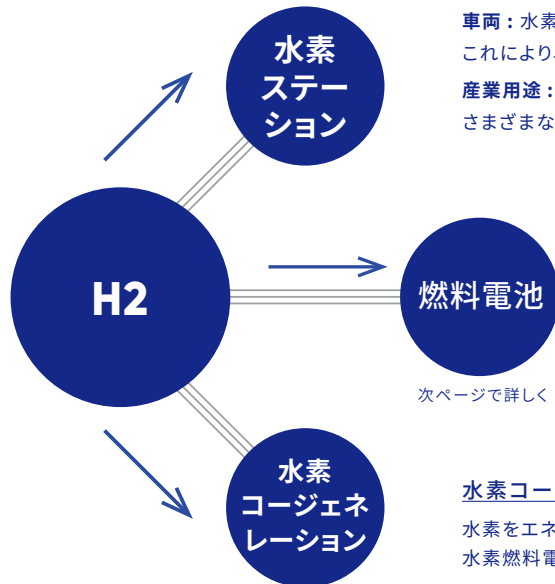 水素
ステー
ション
車両 : 水素
これにより、
産業用途 :
さまざまな
H2
燃料電池
次ページで詳しく
水素
コージェネ
レーション
水素コー
水素をエネ
水素燃料電